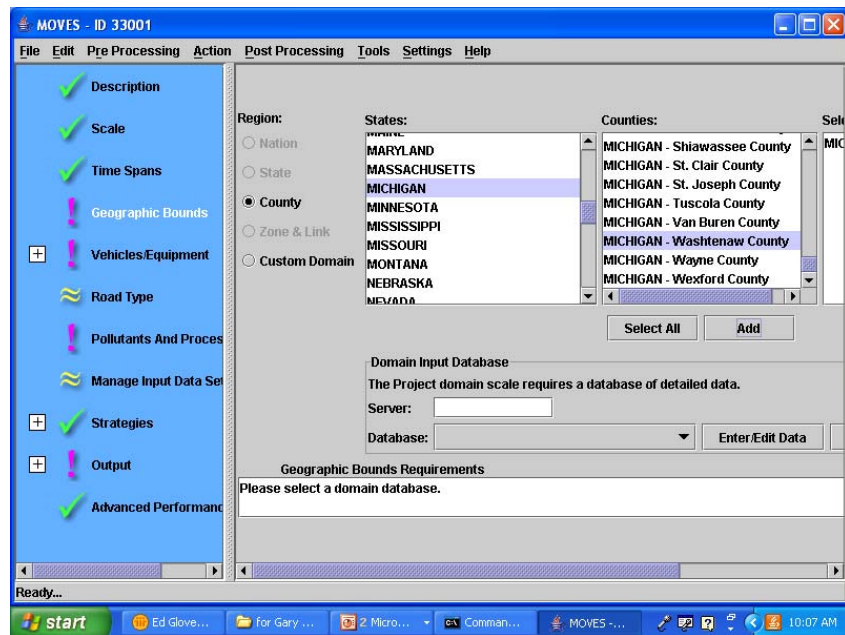 MOVES - ID 33001
File Edit Pre Processing Action Post Processing Tools Settings Help
Description
Scale
Time Spans
Geographic Bounds
Vehicles/Equipment
Road Type
Pollutants And Proces
Manage Input Data Set
Strategies
Output
Advanced Performanc
Region:
Nation
State
County
Zone & Link
Custom Domain
States:
MAINE
MARYLAND
MASSACHUSETTS
MICHIGAN
MINNESOTA
MISSISSIPPI
MISSOURI
MONTANA
NEBRASKA
NEVADA
Counties:
MICHIGAN - Shiawassee County
MICHIGAN - St. Clair County
MICHIGAN - St. Joseph County
MICHIGAN - Tuscola County
MICHIGAN - Van Buren County
MICHIGAN - Washtenaw County
MICHIGAN - Wayne County
MICHIGAN - Wexford County
Sele
MIC
Select All Add
Domain Input Database
The Project domain scale requires a database of detailed data.
Server:
Database: Enter/Edit Data
Geographic Bounds Requirements
Please select a domain database.
Ready...
start Ed Glove... for Gary ... 2 Micro... Comman... MOVES -... 10:07 AM